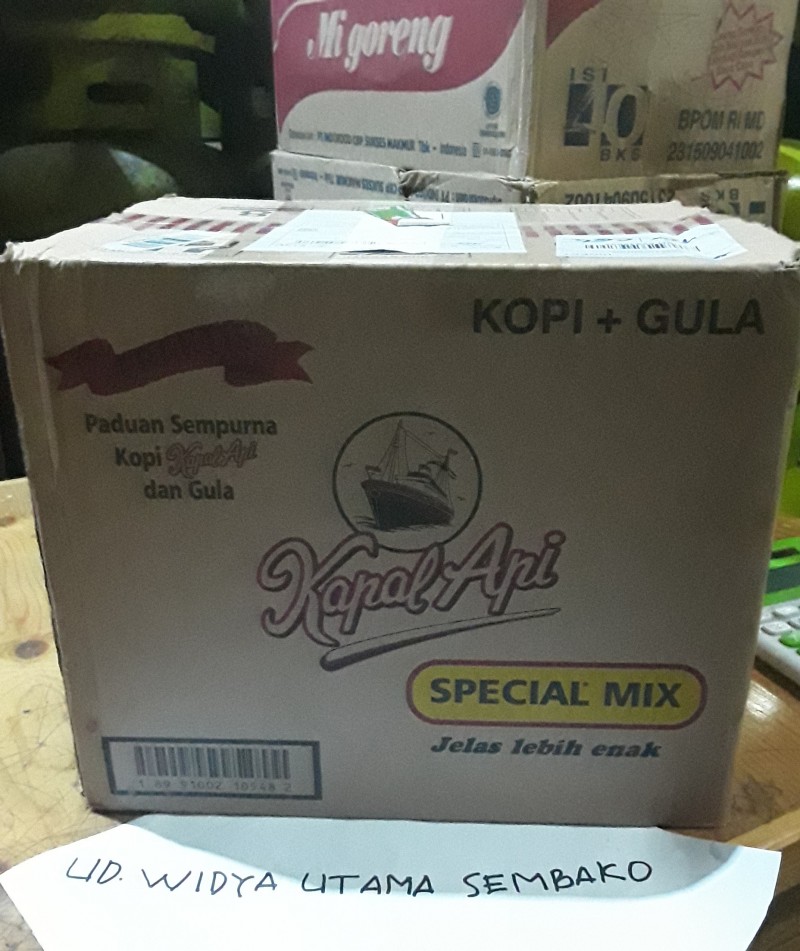 Mi goreng
ISI
40
BKS
BPOM RI MD
231509041002
KOPI + GULA
Paduan Sempurna
Kopi Kapal Api
dan Gula
Kapal Api
SPECIAL MIX
Jelas lebih enak
UD. WIDYA UTAMA SEMBAKO